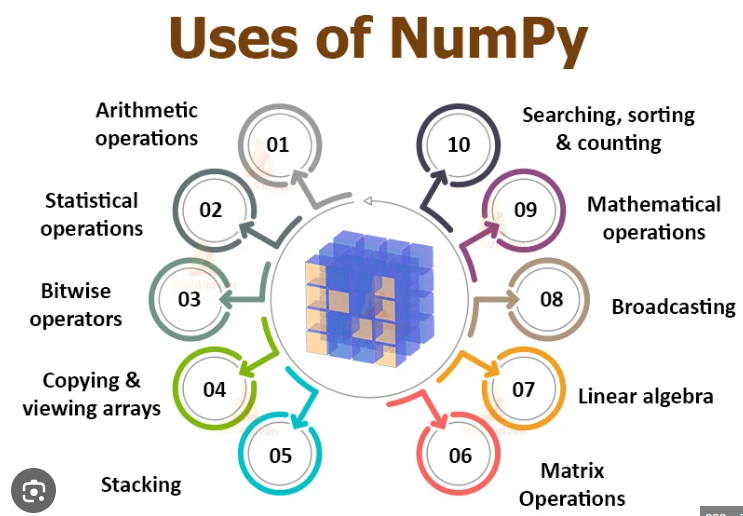 Uses of NumPy
Arithmetic
operations
01
Statistical
operations
02
Bitwise
operators
03
Copying &
viewing arrays
04
Stacking
05
06
Matrix
Operations
07
Linear algebra
08
Broadcasting
09
Mathematical
operations
10
Searching, sorting
& counting